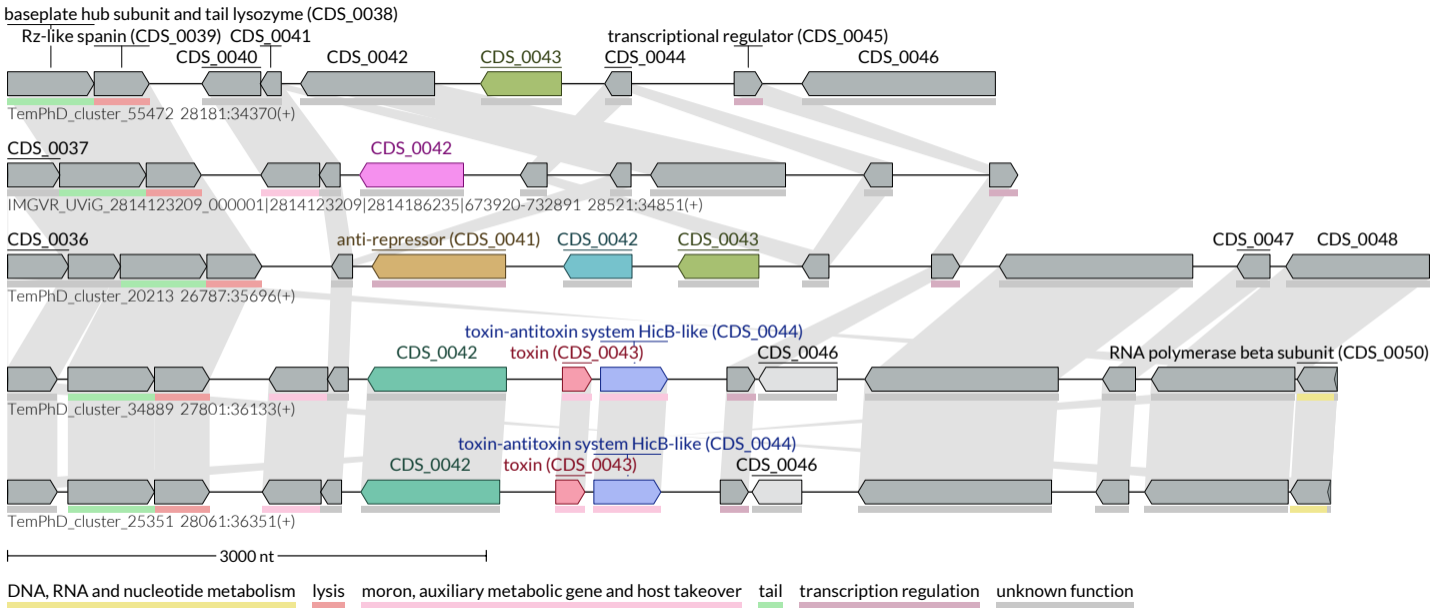 baseplate hub subunit and tail lysozyme (CDS_0038)
Rz-like spanin (CDS_0039) CDS_0041 transcriptional regulator (CDS_0045)
CDS_0040 CDS_0042 CDS_0043 CDS_0044 CDS_0046
TemPhD_cluster_55472 28181:34370(+)
CDS_0037 CDS_0042
IMGVR_UViG_2814123209_000001|2814123209|2814186235|673920-732891 28521:34851(+)
CDS_0036 anti-repressor (CDS_0041) CDS_0042 CDS_0043 CDS_0047 CDS_0048
TemPhD_cluster_20213 26787:35696(+)
toxin-antitoxin system HicB-like (CDS_0044)
CDS_0042 toxin (CDS_0043) CDS_0046 RNA polymerase beta subunit (CDS_0050)
TemPhD_cluster_34889 27801:36133(+)
toxin-antitoxin system HicB-like (CDS_0044)
CDS_0042 toxin (CDS_0043) CDS_0046
TemPhD_cluster_25351 28061:36351(+)
3000 nt
DNA, RNA and nucleotide metabolism lysis moron, auxiliary metabolic gene and host takeover tail transcription regulation unknown function